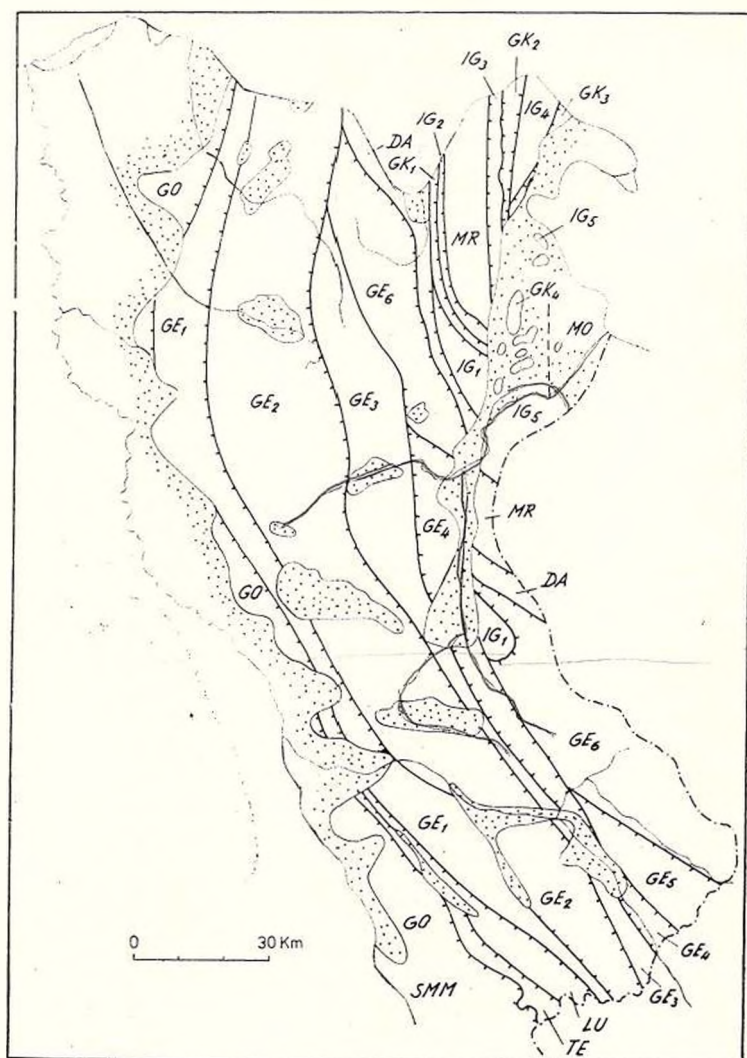 GK2
IG3
IG4
GK3
IG2
DA
GK1
GO
MR
IG5
GE6
GK4
GE1
MO
IG1
GE2
GE3
IG5
GE4
MR
DA
GO
IG1
GE6
GE1
GE5
GE2
GO
0 30 Km
GE4
SMM
GE3
LU
TE